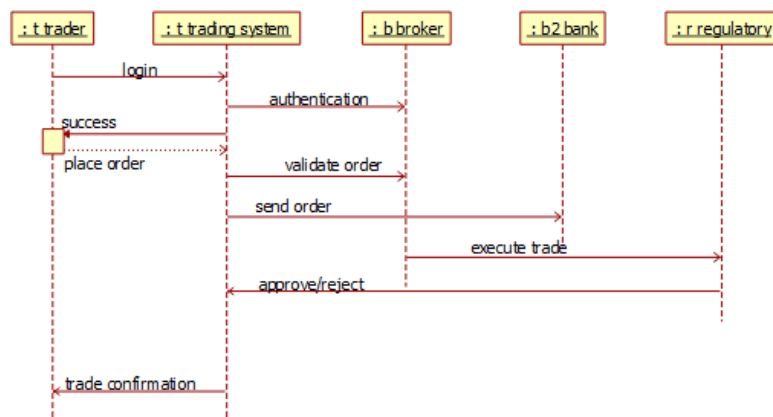 : t trader
: t trading system
: b broker
: b2 bank
: r regulatory
login
authentication
success
place order
validate order
send order
execute trade
approve/reject
trade confirmation